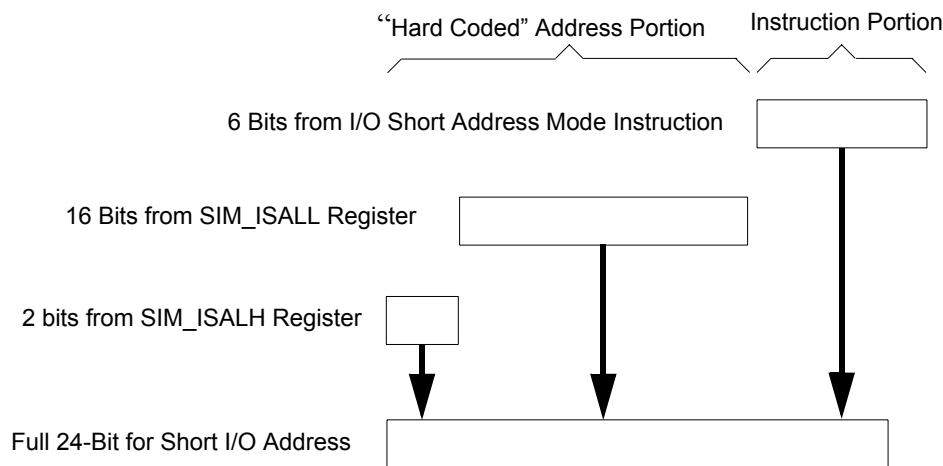 “Hard Coded” Address Portion
Instruction Portion
6 Bits from I/O Short Address Mode Instruction
16 Bits from SIM_ISALL Register
2 bits from SIM_ISALH Register
Full 24-Bit for Short I/O Address